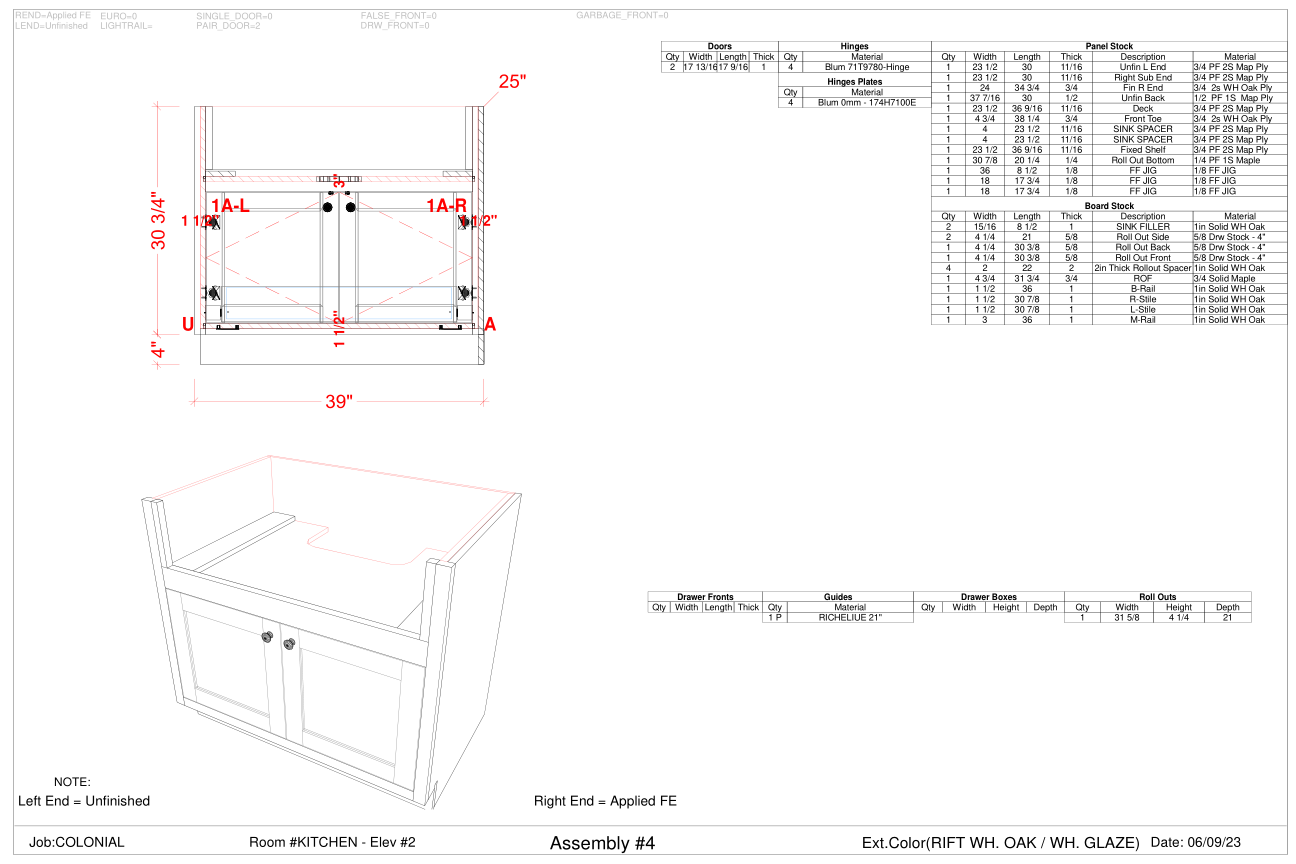 REND=Applied FE EURO=0 SINGLE_DOOR=0 FALSE_FRONT=0 GARBAGE_FRONT=0
LEND=Unfinished LIGHTRAIL= PAIR_DOOR=2 DRW_FRONT=0
Doors
Qty Width Length Thick
2 17 13/16 17 9/16 1
Hinges
Qty Material
4 Blum 71T9780-Hinge
Hinges Plates
Qty Material
4 Blum 0mm - 174H7100E
Panel Stock
Qty Width Length Thick Description Material
1 23 1/2 30 11/16 Unfin L End 3/4 PF 2S Map Ply
1 23 1/2 30 11/16 Right Sub End 3/4 PF 2S Map Ply
1 24 34 3/4 3/4 Fin R End 3/4 2s WH Oak Ply
1 37 7/16 30 1/2 Unfin Back 1/2 PF 1S Map Ply
1 23 1/2 36 9/16 11/16 Deck 3/4 PF 2S Map Ply
1 4 3/4 38 1/4 3/4 Front Toe 3/4 2s WH Oak Ply
1 4 23 1/2 11/16 SINK SPACER 3/4 PF 2S Map Ply
1 4 23 1/2 11/16 SINK SPACER 3/4 PF 2S Map Ply
1 23 1/2 36 9/16 11/16 Fixed Shelf 3/4 PF 2S Map Ply
1 30 7/8 20 1/4 1/4 Roll Out Bottom 1/4 PF 1S Maple
1 36 8 1/2 1/8 FF JIG 1/8 FF JIG
1 18 17 3/4 1/8 FF JIG 1/8 FF JIG
1 18 17 3/4 1/8 FF JIG 1/8 FF JIG
Board Stock
Qty Width Length Thick Description Material
2 15/16 8 1/2 1 SINK FILLER 1in Solid WH Oak
2 4 1/4 21 5/8 Roll Out Side 5/8 Drw Stock - 4"
1 4 1/4 30 3/8 5/8 Roll Out Back 5/8 Drw Stock - 4"
1 4 1/4 30 3/8 5/8 Roll Out Front 5/8 Drw Stock - 4"
4 2 22 2 2in Thick Rollout Spacer 1in Solid WH Oak
1 4 3/4 31 3/4 3/4 ROF 3/4 Solid Maple
1 1 1/2 36 1 B-Rail 1in Solid WH Oak
1 1 1/2 30 7/8 1 R-Stile 1in Solid WH Oak
1 1 1/2 30 7/8 1 L-Stile 1in Solid WH Oak
1 3 36 1 M-Rail 1in Solid WH Oak
25"
3"
1A-L 1A-R
1 1/2" 1 1/2"
30 3/4"
U A
1 1/2"
4"
39"
Drawer Fronts
Qty Width Length Thick
Guides
Qty Material
1 P RICHELIUE 21"
Drawer Boxes
Qty Width Height Depth
Roll Outs
Qty Width Height Depth
1 31 5/8 4 1/4 21
NOTE:
Left End = Unfinished Right End = Applied FE
Job:COLONIAL Room #KITCHEN - Elev #2 Assembly #4 Ext.Color(RIFT WH. OAK / WH. GLAZE) Date: 06/09/23